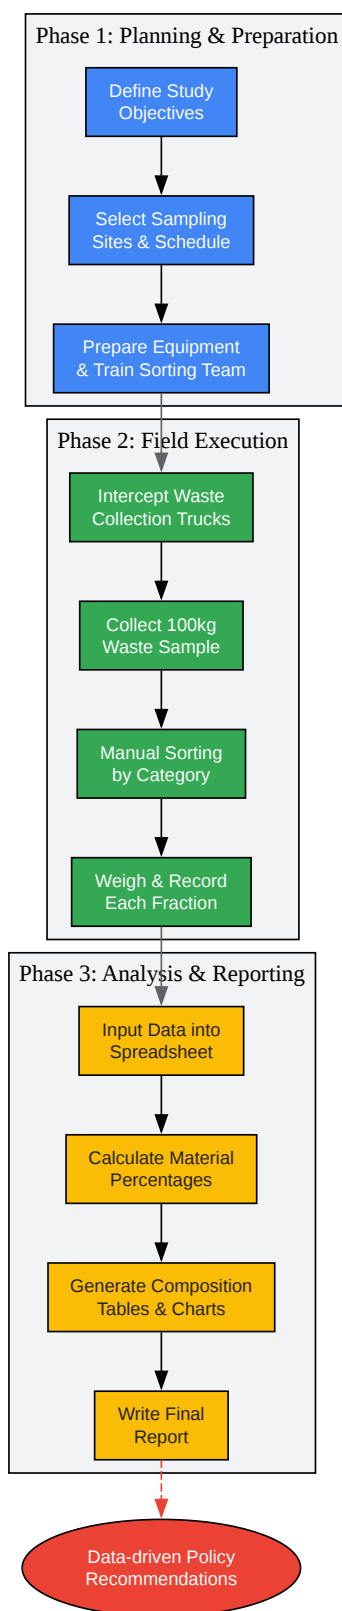 Phase 1: Planning & Preparation
Define Study
Objectives
Select Sampling
Sites & Schedule
Prepare Equipment
& Train Sorting Team
Phase 2: Field Execution
Intercept Waste
Collection Trucks
Collect 100kg
Waste Sample
Manual Sorting
by Category
Weigh & Record
Each Fraction
Phase 3: Analysis & Reporting
Input Data into
Spreadsheet
Calculate Material
Percentages
Generate Composition
Tables & Charts
Write Final
Report
Data-driven Policy
Recommendations